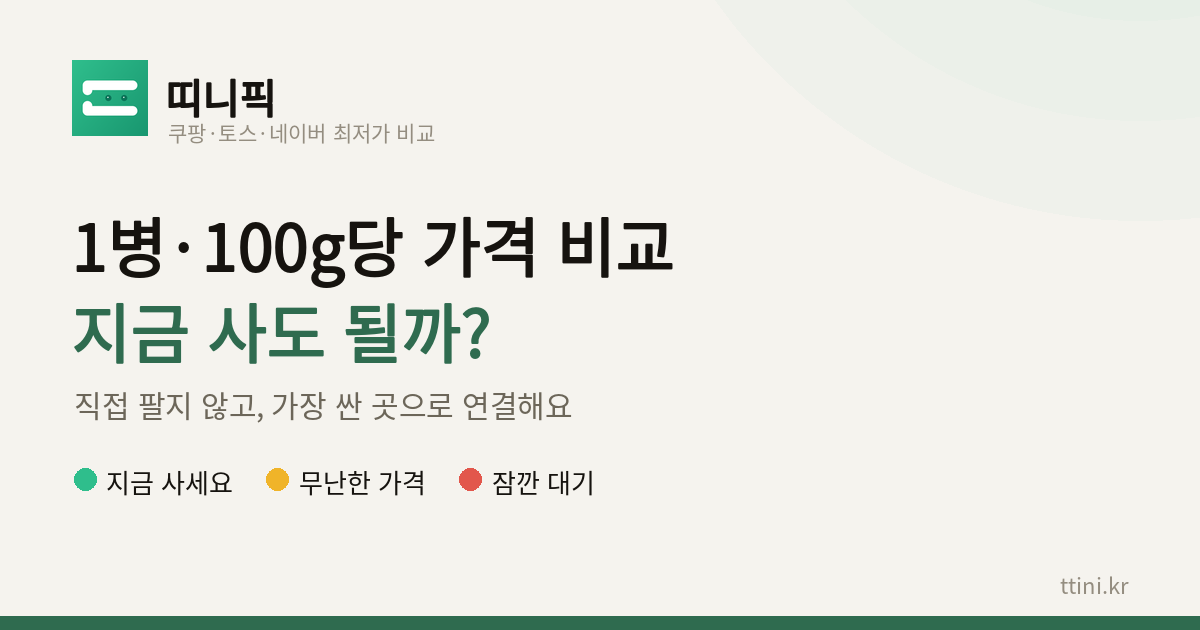 띠니픽
쿠팡·토스·네이버 최저가 비교
1병·100g당 가격 비교
지금 사도 될까?
직접 팔지 않고, 가장 싼 곳으로 연결해요
지금 사세요 무난한 가격 잠깐 대기
ttini.kr